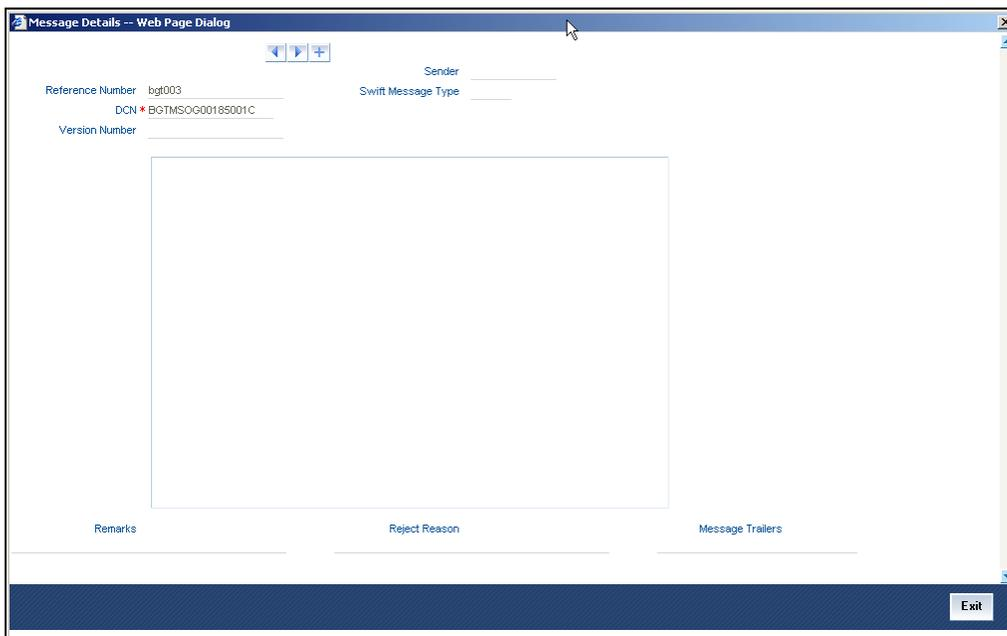 Message Details -- Web Page Dialog
Sender
Reference Number bgt003
Swift Message Type
DCN * BGTMSOG00185001C
Version Number
Remarks
Reject Reason
Message Trailers
Exit